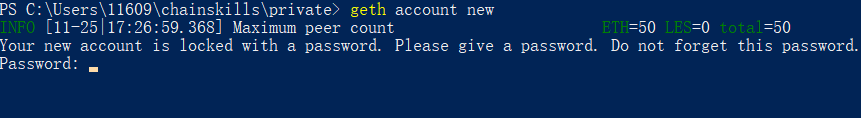 PS C:\Users\11609\chainskills\private> geth account new
INFO [11-25|17:26:59.368] Maximum peer count                       ETH=50 LES=0 total=50
Your new account is locked with a password. Please give a password. Do not forget this password.
Password: